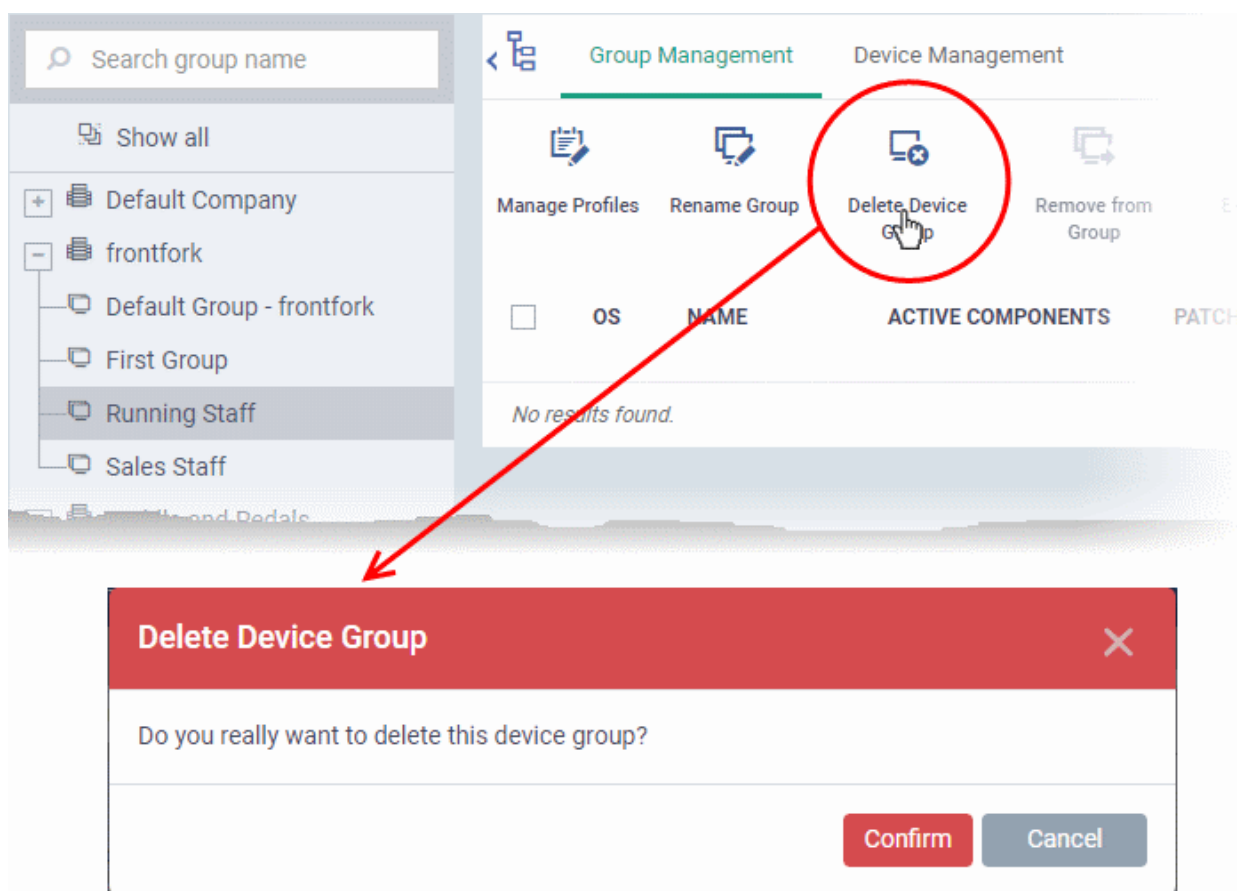 Search group name
Group Management
Device Management
Show all
Manage Profiles
Rename Group
Delete Device
Remove from
Group
Default Company
frontfork
Default Group - frontfork
OS
NAME
ACTIVE COMPONENTS
First Group
Running Staff
No results found.
Sales Staff
and Pedals
Delete Device Group
Do you really want to delete this device group?
Confirm
Cancel